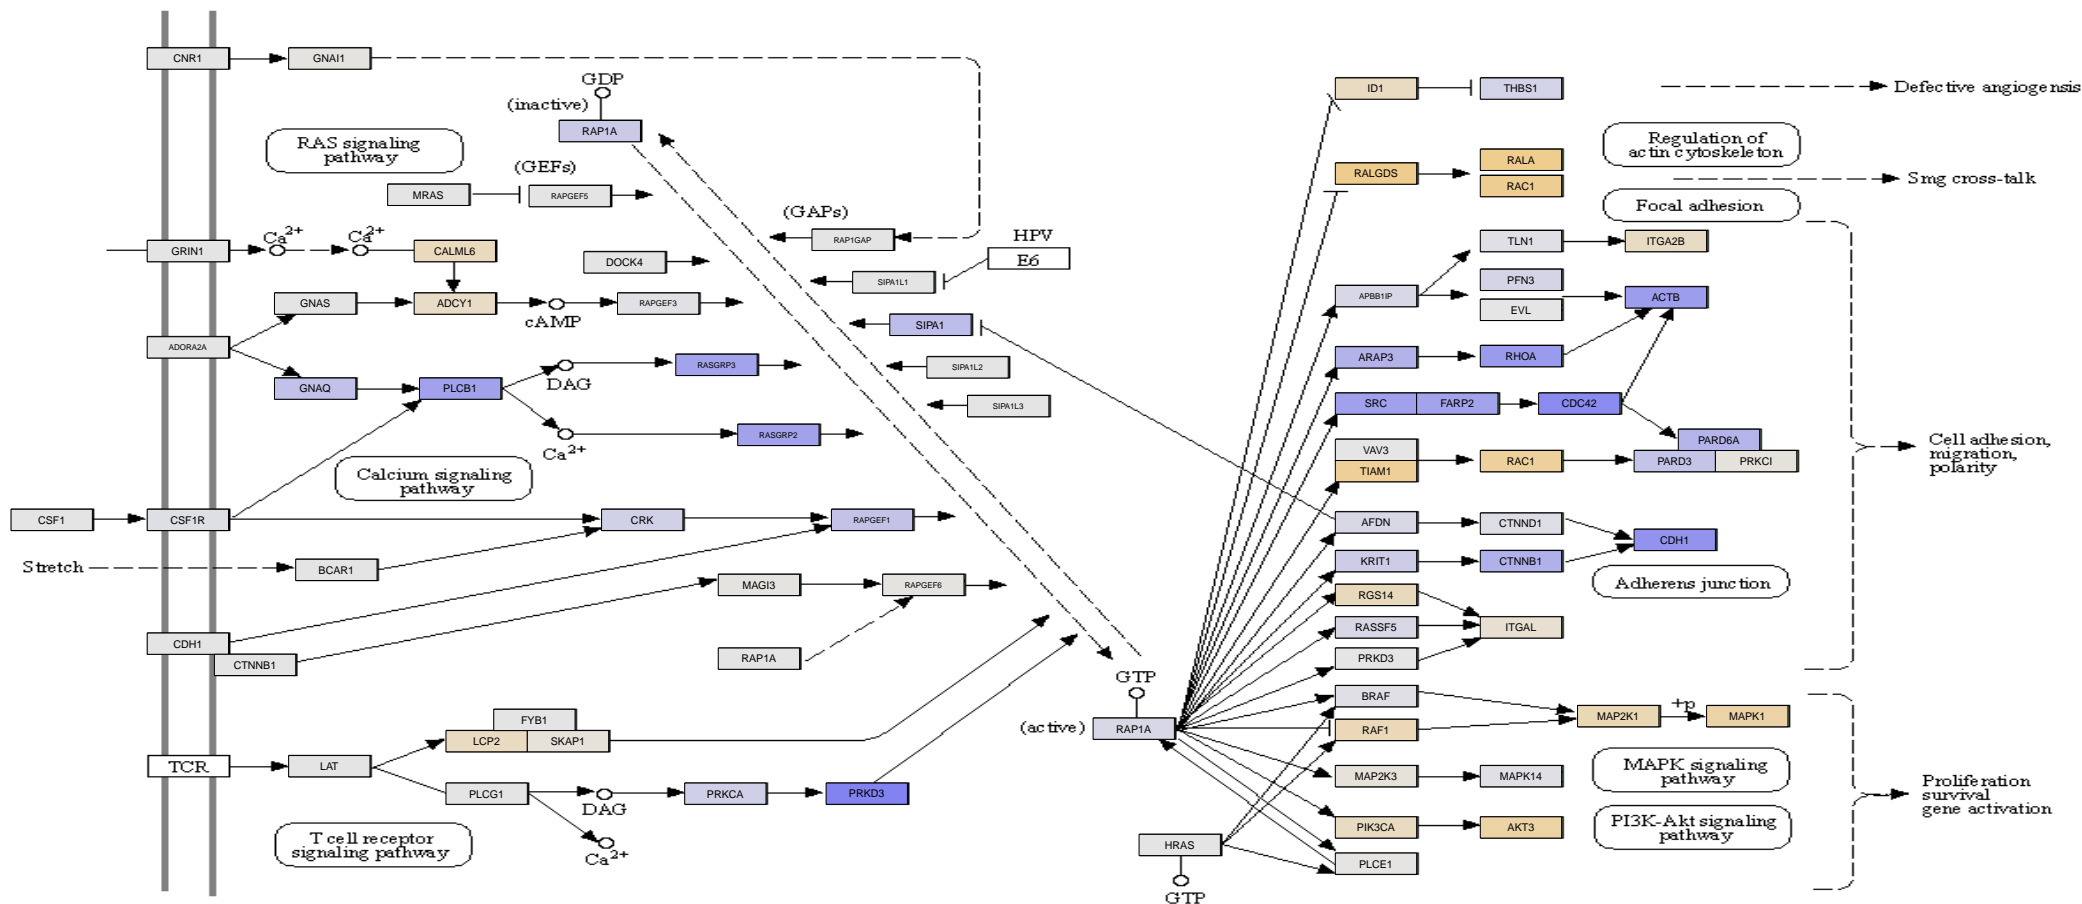 CNR1
GNAI1
GDP
(inactive)
RAP1A
RAS signaling
pathway
(GEFs)
MRAS
RAPGEF5
(GAPs)
RAP1GAP
HPV
E6
GRIN1
Ca2+
Ca2+
CALML6
DOCK4
SIPA1L1
GNAS
ADCY1
cAMP
RAPGEF3
SIPA1
ADORA2A
GNAQ
PLCB1
DAG
RASGRP3
SIPA1L2
SIPA1L3
Ca2+
RASGRP2
Calcium signaling
pathway
CSF1
CSF1R
CRK
RAPGEF1
Stretch
BCAR1
MAGI3
RAPGEF6
CDH1
CTNNB1
RAP1A
GTP
(active)
RAP1A
FYB1
LCP2
SKAP1
TCR
LAT
PLCG1
DAG
PRKCA
PRKD3
Ca2+
T cell receptor
signaling pathway
HRAS
GTP
ID1
THBS1
Defective angiogensis
RALGDS
RALA
RAC1
Regulation of
actin cytoskeleton
Smg cross-talk
Focal adhesion
TLN1
ITGA2B
APBB1IP
PFN3
EVL
ACTB
ARAP3
RHOA
SRC
FARP2
CDC42
PARD6A
PARD3
PRKCI
VAV3
TIAM1
RAC1
Cell adhesion,
migration,
polarity
AFDN
CTNND1
CDH1
KRIT1
CTNNB1
Adherens junction
RGS14
RASSF5
ITGAL
PRKD3
BRAF
RAF1
MAP2K1
+p
MAPK1
MAP2K3
MAPK14
MAPK signaling
pathway
PIK3CA
AKT3
PI3K-Akt signaling
pathway
PLCE1
Proliferation
survival
gene activation